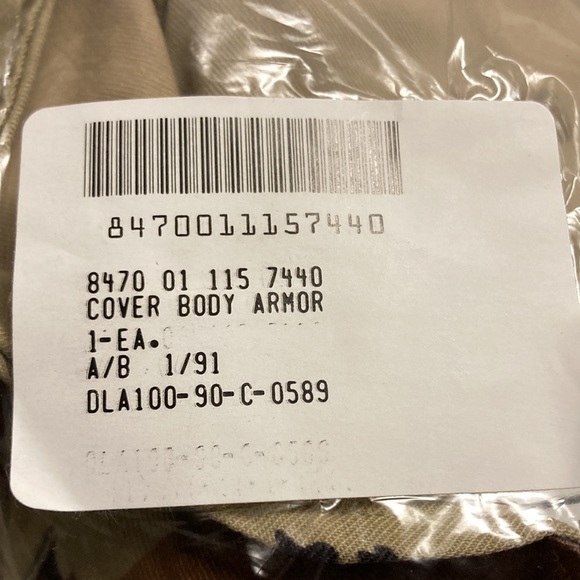 8470011157440
8470 01 115 7440
COVER BODY ARMOR
1-EA.
A/B 1/91
DLA100-90-C-0589